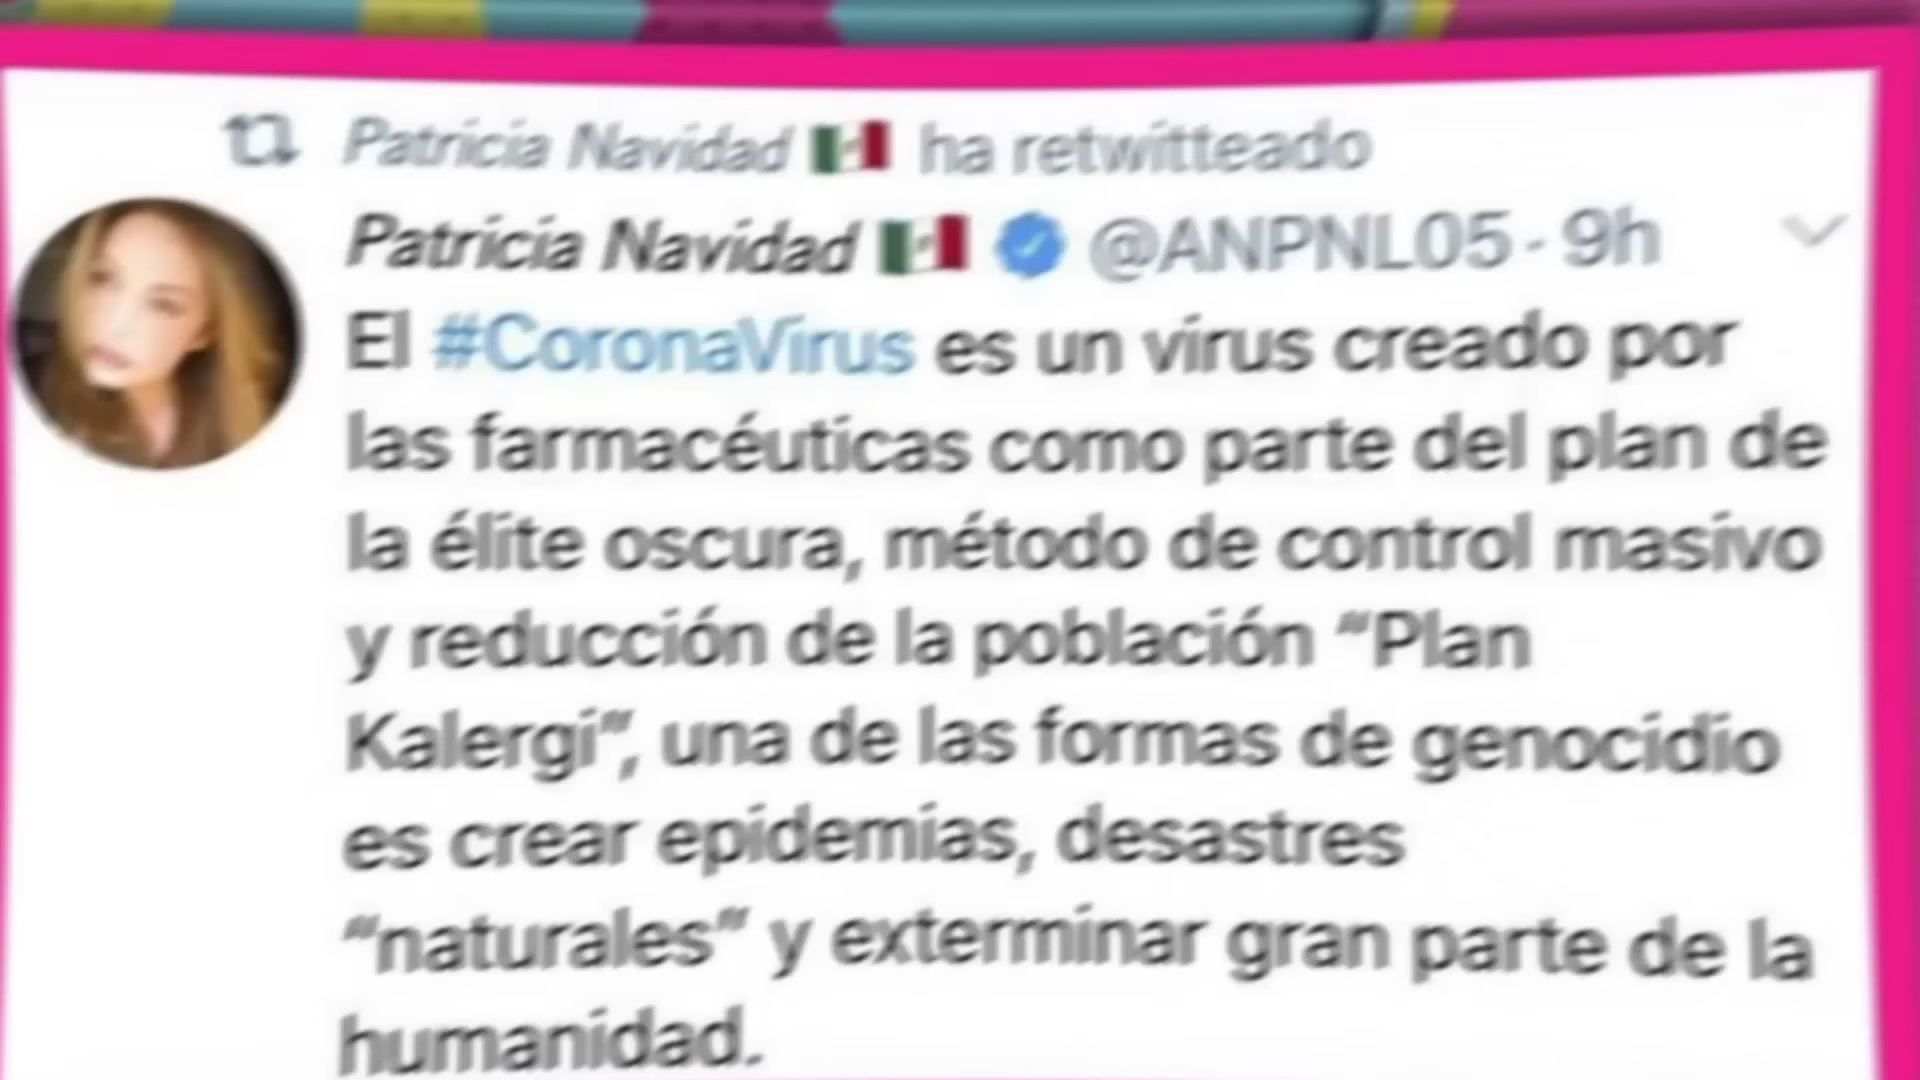 Patricia Navidad 🇲🇽 ha retwitteado
Patricia Navidad 🇲🇽 @ANPNL05 · 9h
El #CoronaVirus es un virus creado por
las farmacéuticas como parte del plan de
la élite oscura, método de control masivo
y reducción de la población “Plan
Kalergi”, una de las formas de genocidio
es crear epidemias, desastres
“naturales” y exterminar gran parte de la
humanidad.